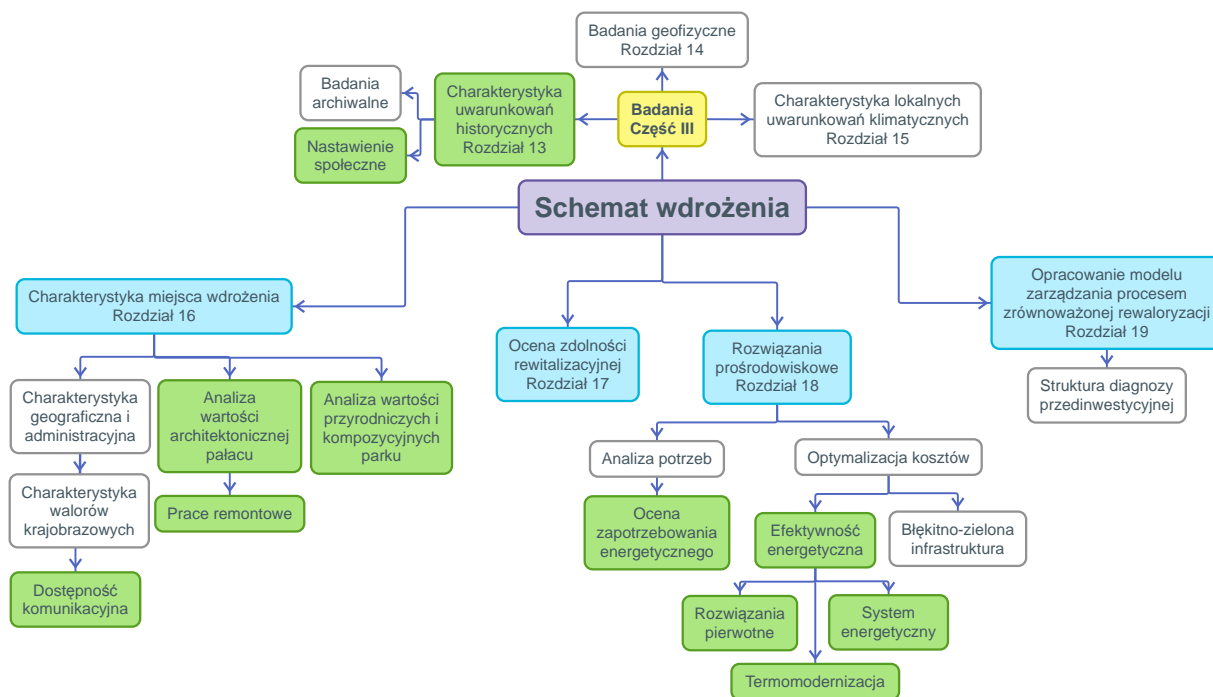 Badania geofizyczne
Rozdział 14
Badania
archiwalne
Charakterystyka
uwarunkowań
historycznych
Rozdział 13
Badania
Część III
Charakterystyka lokalnych
uwarunkowań klimatycznych
Rozdział 15
Nastawienie
społeczne
Schemat wdrożenia
Charakterystyka miejsca wdrożenia
Rozdział 16
Ocena zdolności
rewitalizacyjnej
Rozdział 17
Rozwiązania
prośrodowiskowe
Rozdział 18
Opracowanie modelu
zarządzania procesem
zrównoważonej rewaloryzacji
Rozdział 19
Charakterystyka
geograficzna i
administracyjna
Analiza
wartości
architektonicznej
pałacu
Analiza wartości
przyrodniczych i
kompozycyjnych
parku
Struktura diagnozy
przedinwestycyjnej
Analiza potrzeb
Optymalizacja kosztów
Charakterystyka
walorów
krajobrazowych
Prace remontowe
Ocena
zapotrzebowania
energetycznego
Efektywność
energetyczna
Błękitno-zielona
infrastruktura
Dostępność
komunikacyjna
Rozwiązania
pierwotne
System
energetyczny
Termomodernizacja